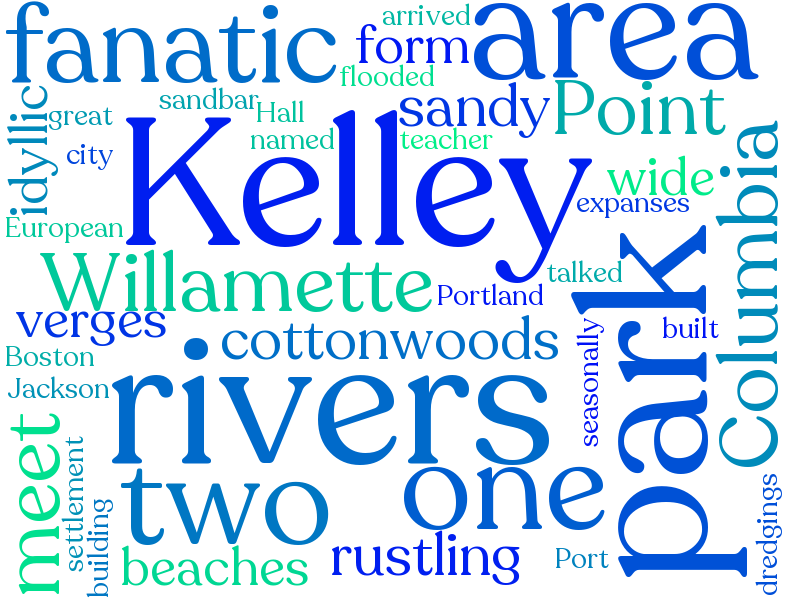 arrived
fanatic
area
form
flooded
idyllic
sandbar
Hall
great
sandy
Point
named
teacher
city
Kelley
wide
expanses
European
Columbia
Willamette
talked
Portland
park
verges
cottonwoods
built
seasonally
Boston
Jackson
rivers
meet
two
one
settlement
building
beaches
rustling
Port
dredgings